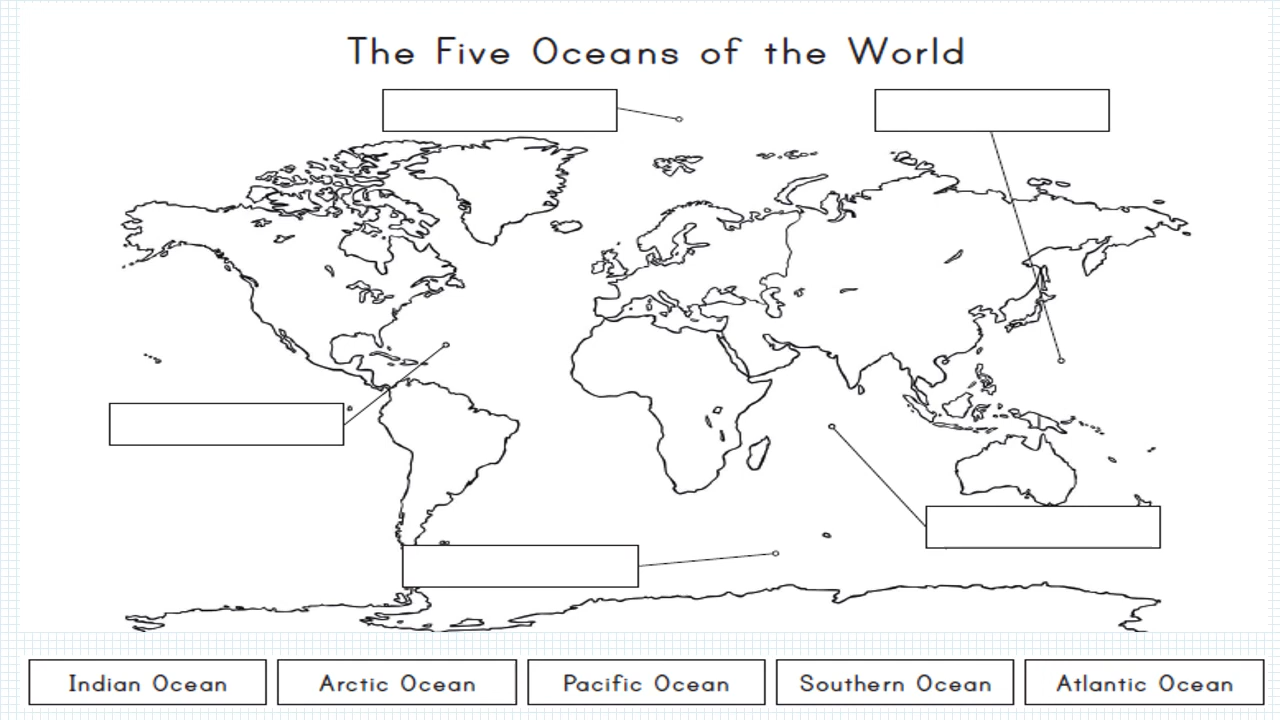 The Five Oceans of the World
Indian Ocean
Arctic Ocean
Pacific Ocean
Southern Ocean
Atlantic Ocean